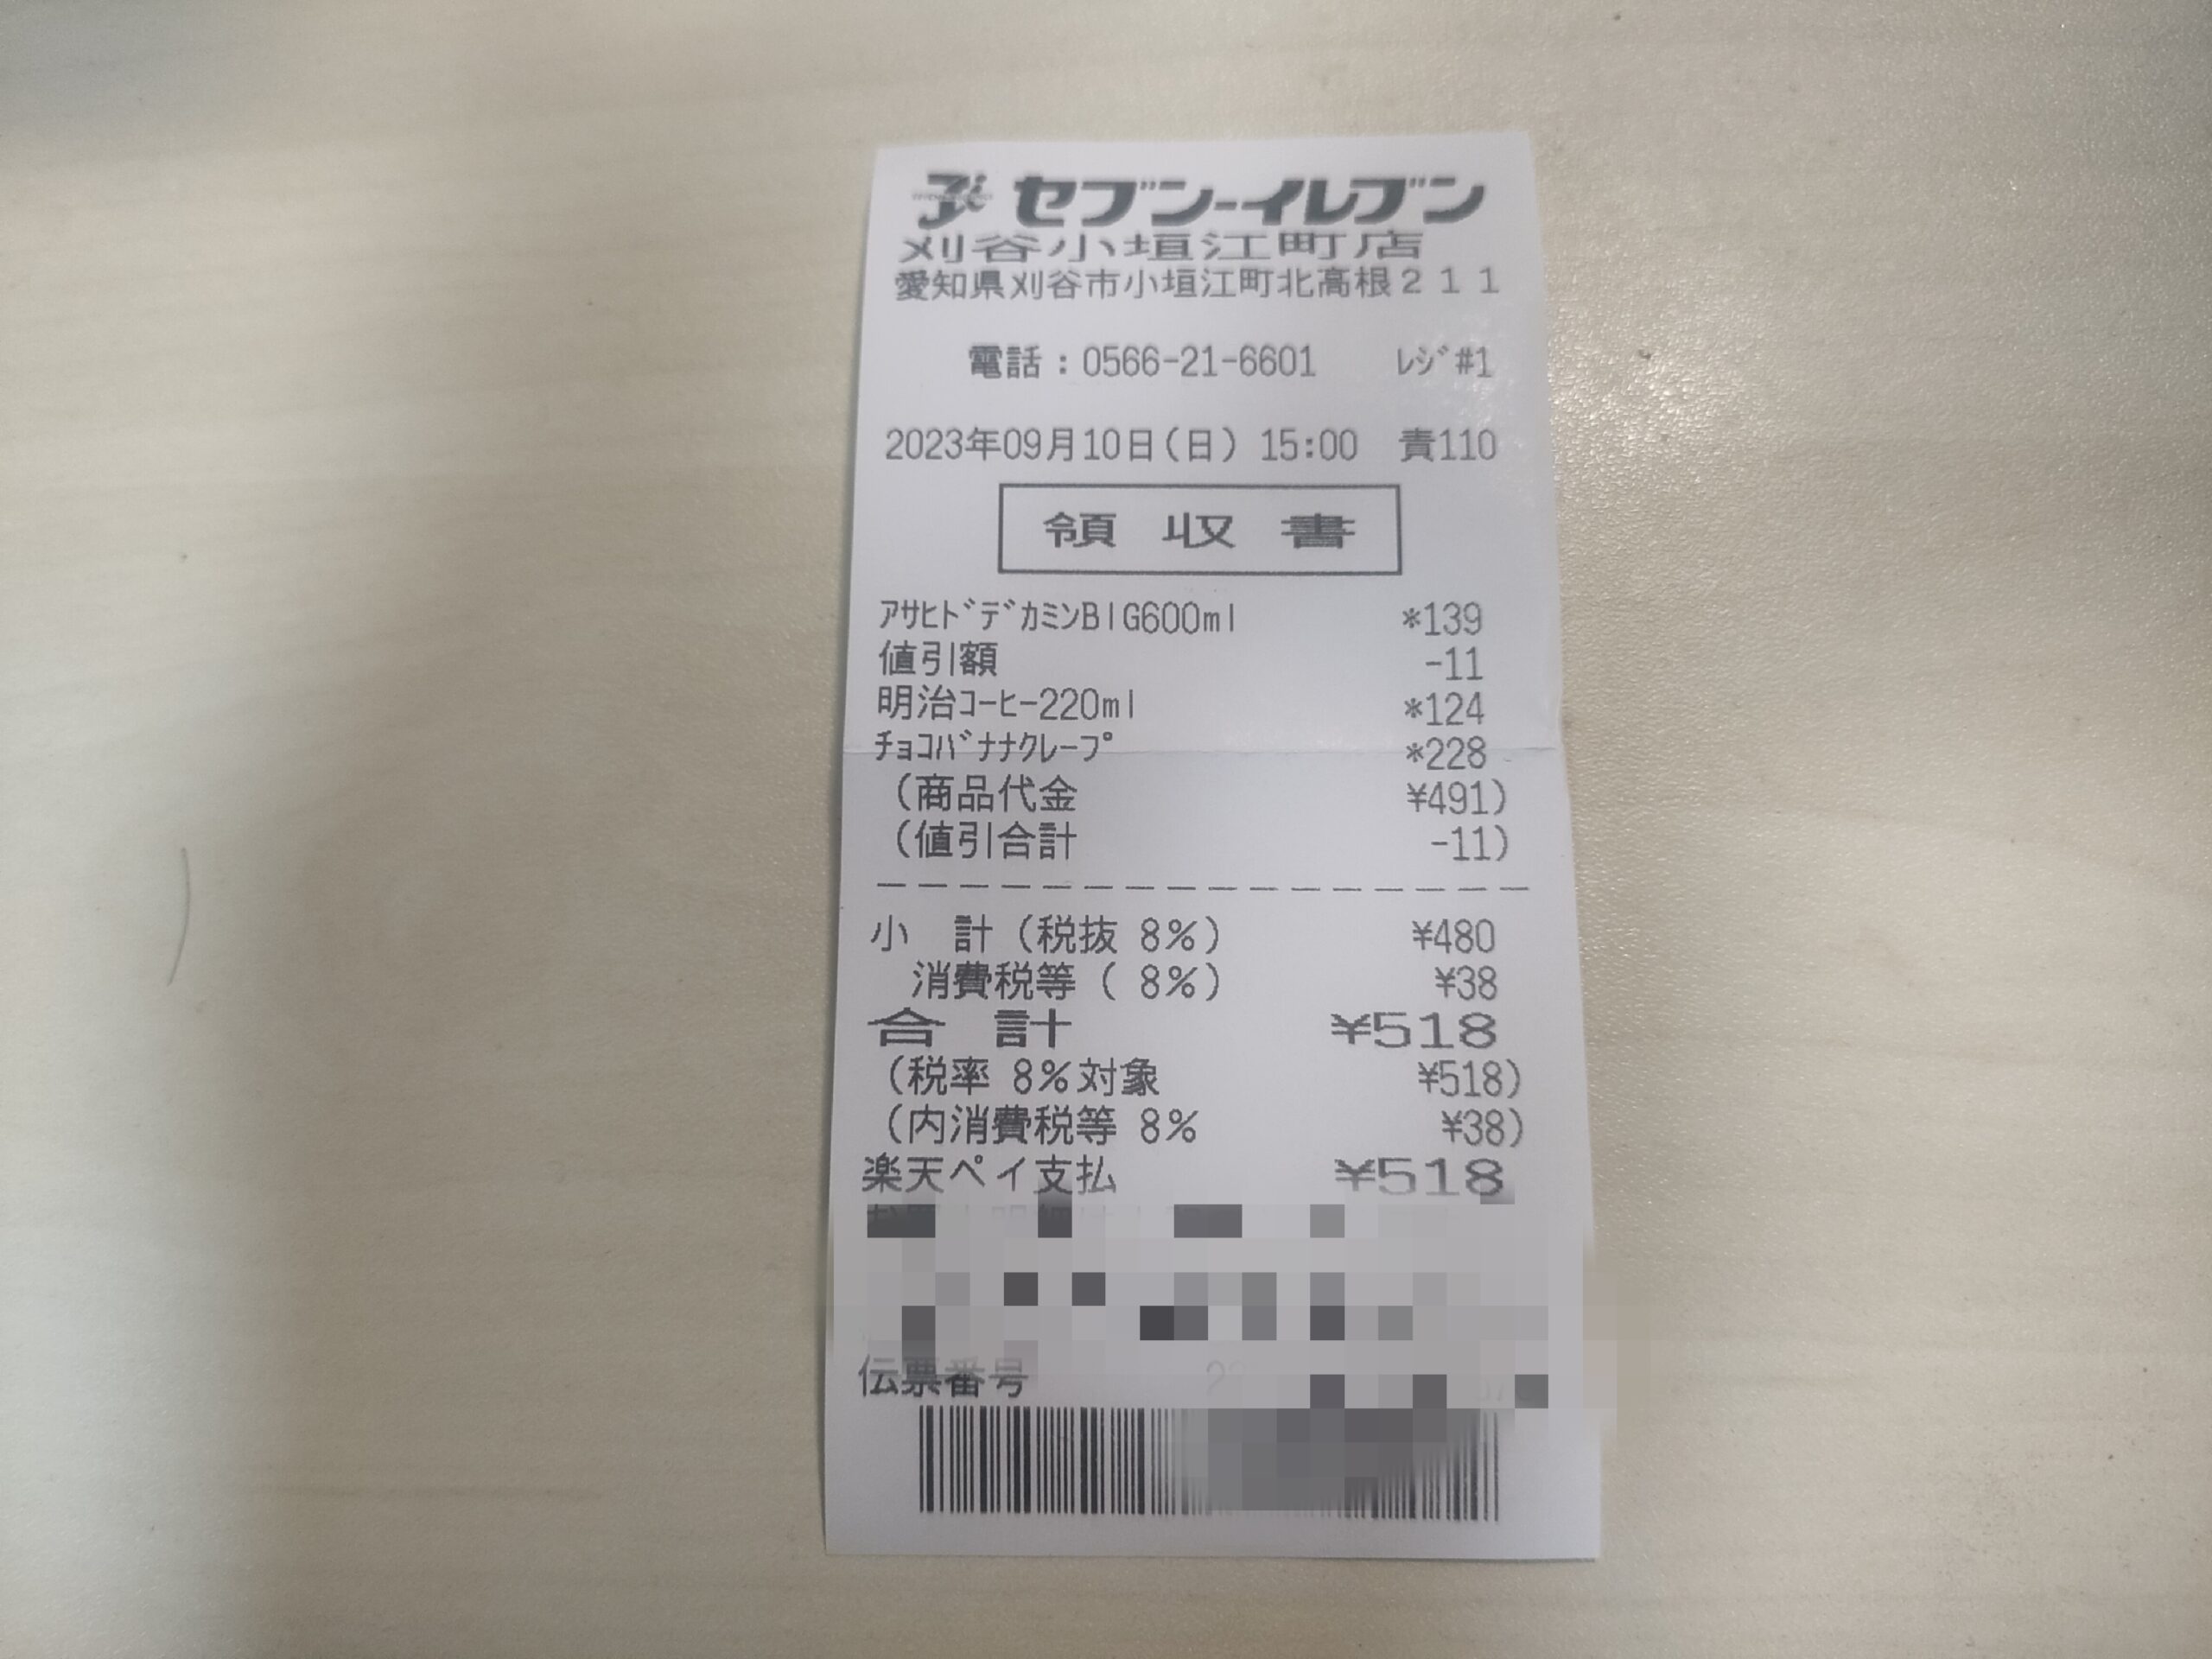 セブン-イレブン
刈谷小垣江町店
愛知県刈谷市小垣江町北高根２１１
電話：0566-21-6601 ﾚｼﾞ#1
2023年09月10日(日) 15:00 責110
領収書
ｱｻﾋﾄﾞﾃﾞｶﾐﾝBIG600ml *139
値引額 -11
明治ｺｰﾋｰ220ml *124
ﾁｮｺﾊﾞﾅﾅｸﾚｰﾌﾟ *228
(商品代金 ¥491)
(値引合計 -11)
小 計(税抜 8%) ¥480
消費税等( 8%) ¥38
合 計 ¥518
(税率 8%対象 ¥518)
(内消費税等 8% ¥38)
楽天ペイ支払 ¥518
伝票番号